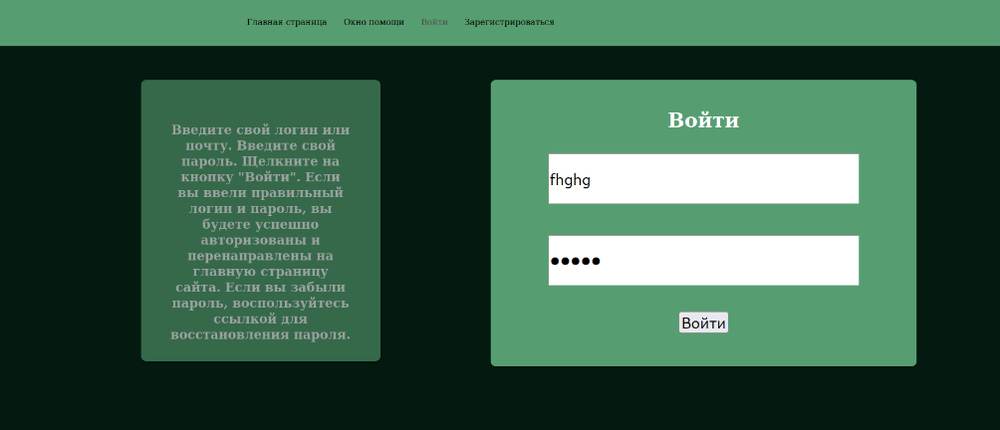 Главная страница Окно помощи Войти Зарегистрироваться
Введите свой логин или
почту. Введите свой
пароль. Щелкните на
кнопку "Войти". Если
вы ввели правильный
логин и пароль, вы
будете успешно
авторизованы и
перенаправлены на
главную страницу
сайта. Если вы забыли
пароль, воспользуйтесь
ссылкой для
восстановления пароля.
Войти
fhghg
●●●●●
Войти